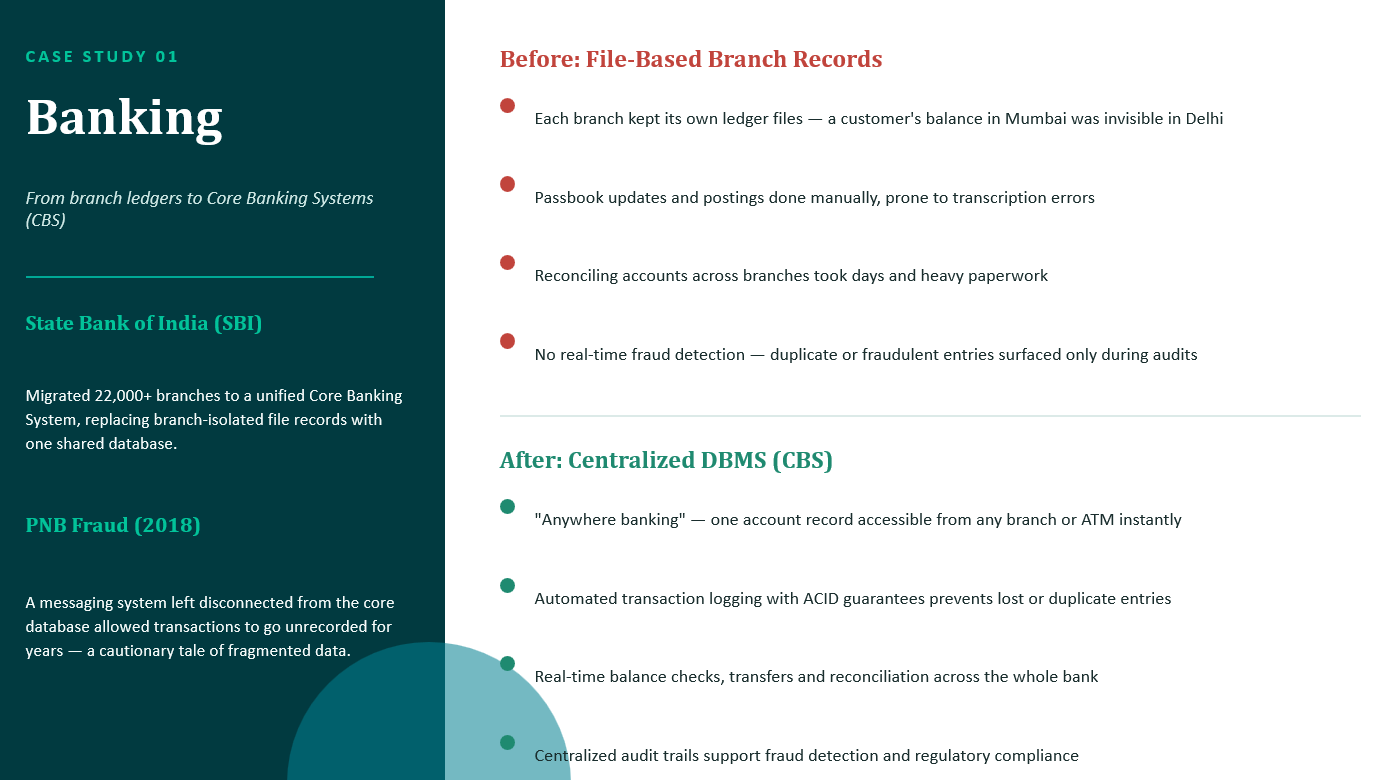 CASE STUDY 01
Banking
From branch ledgers to Core Banking Systems
(CBS)
State Bank of India (SBI)
Migrated 22,000+ branches to a unified Core Banking
System, replacing branch-isolated file records with
one shared database.
PNB Fraud (2018)
A messaging system left disconnected from the core
database allowed transactions to go unrecorded for
years — a cautionary tale of fragmented data.
Before: File-Based Branch Records
Each branch kept its own ledger files — a customer's balance in Mumbai was invisible in Delhi
Passbook updates and postings done manually, prone to transcription errors
Reconciling accounts across branches took days and heavy paperwork
No real-time fraud detection — duplicate or fraudulent entries surfaced only during audits
After: Centralized DBMS (CBS)
"Anywhere banking" — one account record accessible from any branch or ATM instantly
Automated transaction logging with ACID guarantees prevents lost or duplicate entries
Real-time balance checks, transfers and reconciliation across the whole bank
Centralized audit trails support fraud detection and regulatory compliance